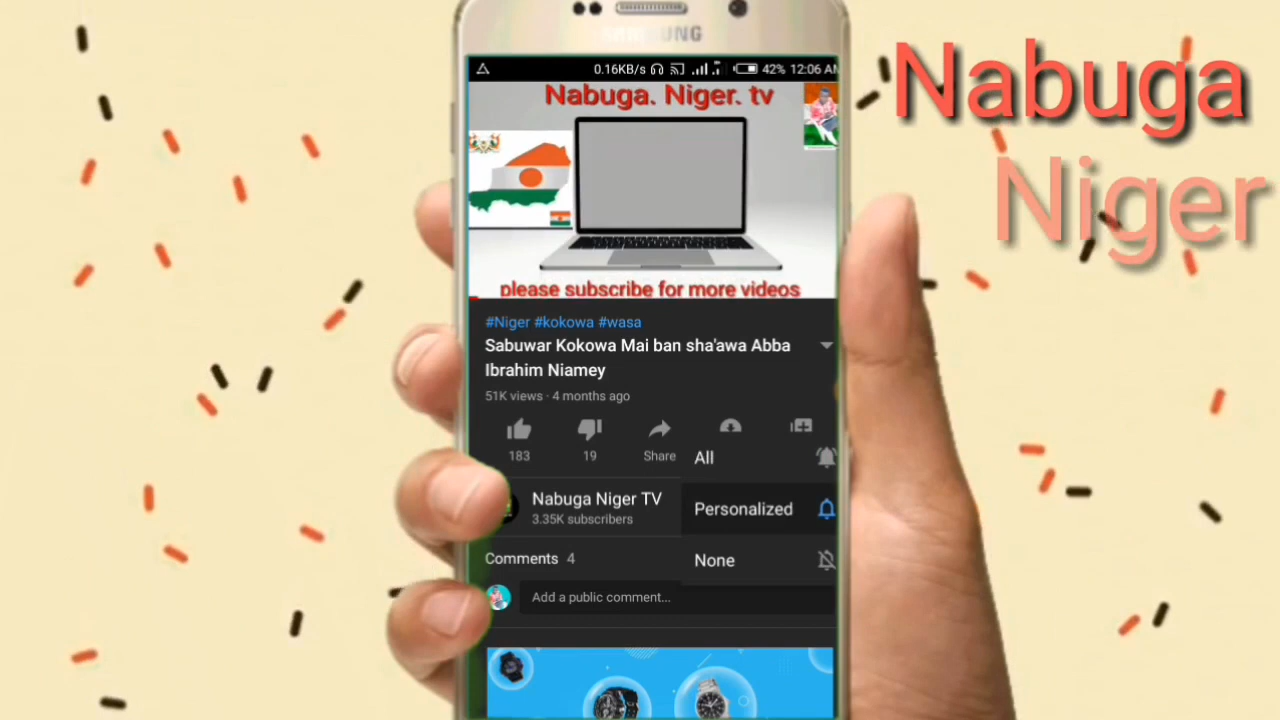 SAMSUNG
0.16KB/s 42% 12:06 AM
Nabuga. Niger. tv
please subscribe for more videos
#Niger #kokowa #wasa
Sabuwar Kokowa Mai ban sha'awa Abba
Ibrahim Niamey
51K views · 4 months ago
183
19
Share
All
Nabuga Niger TV
3.35K subscribers
Personalized
Comments 4
None
Add a public comment...
Nabuga
Niger